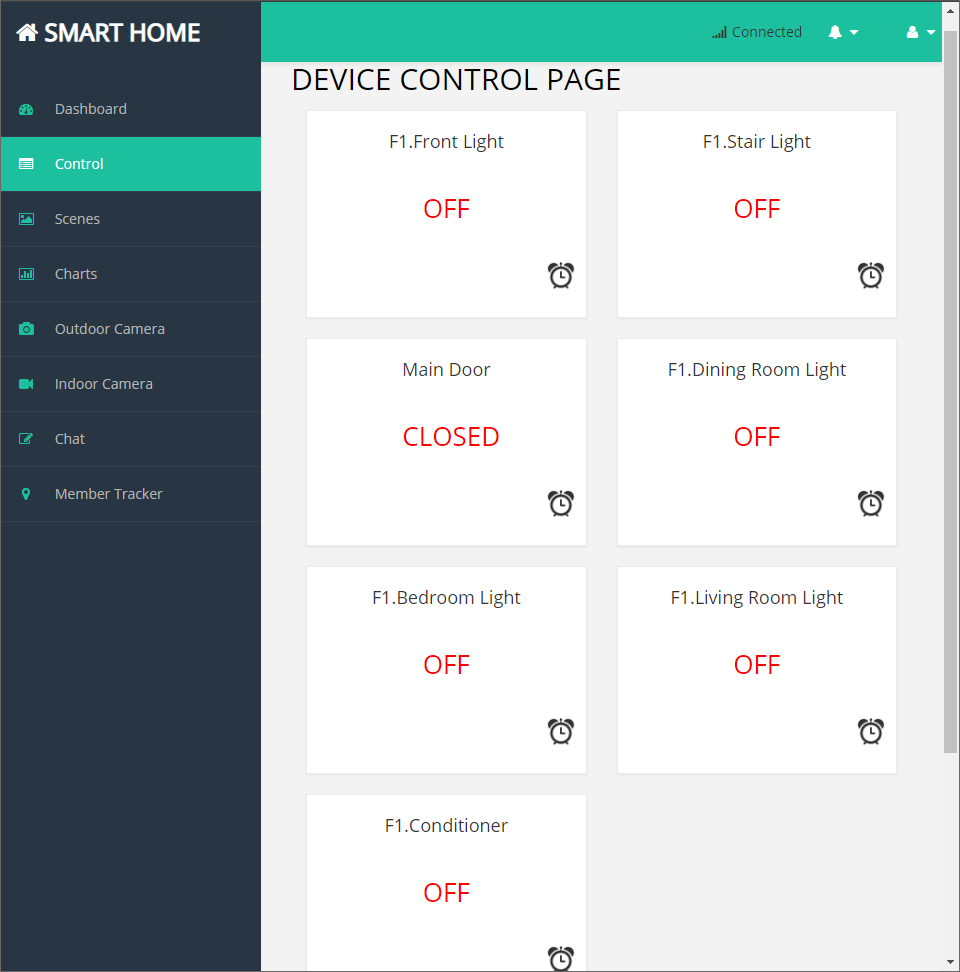 SMART HOME
Connected
Dashboard
Control
Scenes
Charts
Outdoor Camera
Indoor Camera
Chat
Member Tracker
DEVICE CONTROL PAGE
F1.Front Light
OFF
F1.Stair Light
OFF
Main Door
CLOSED
F1.Dining Room Light
OFF
F1.Bedroom Light
OFF
F1.Living Room Light
OFF
F1.Conditioner
OFF